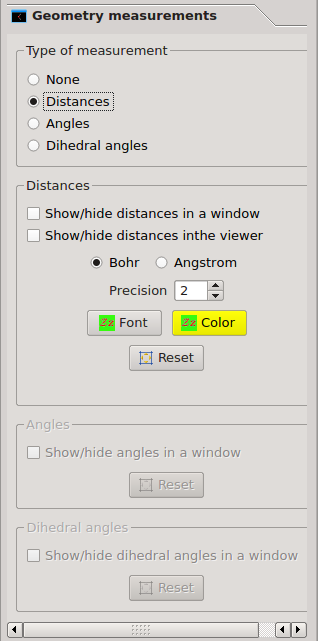 Geometry measurements
Type of measurement
None
Distances
Angles
Dihedral angles
Distances
Show/hide distances in a window
Show/hide distances inthe viewer
Bohr Angstrom
Precision 2
Zz Font Zz Color
Reset
Angles
Show/hide angles in a window
Reset
Dihedral angles
Show/hide dihedral angles in a window
Reset